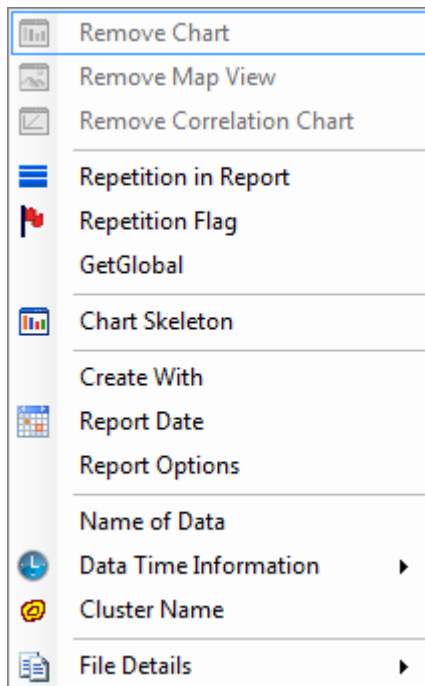 Remove Chart
Remove Map View
Remove Correlation Chart
Repetition in Report
Repetition Flag
GetGlobal
Chart Skeleton
Create With
Report Date
Report Options
Name of Data
Data Time Information
Cluster Name
File Details